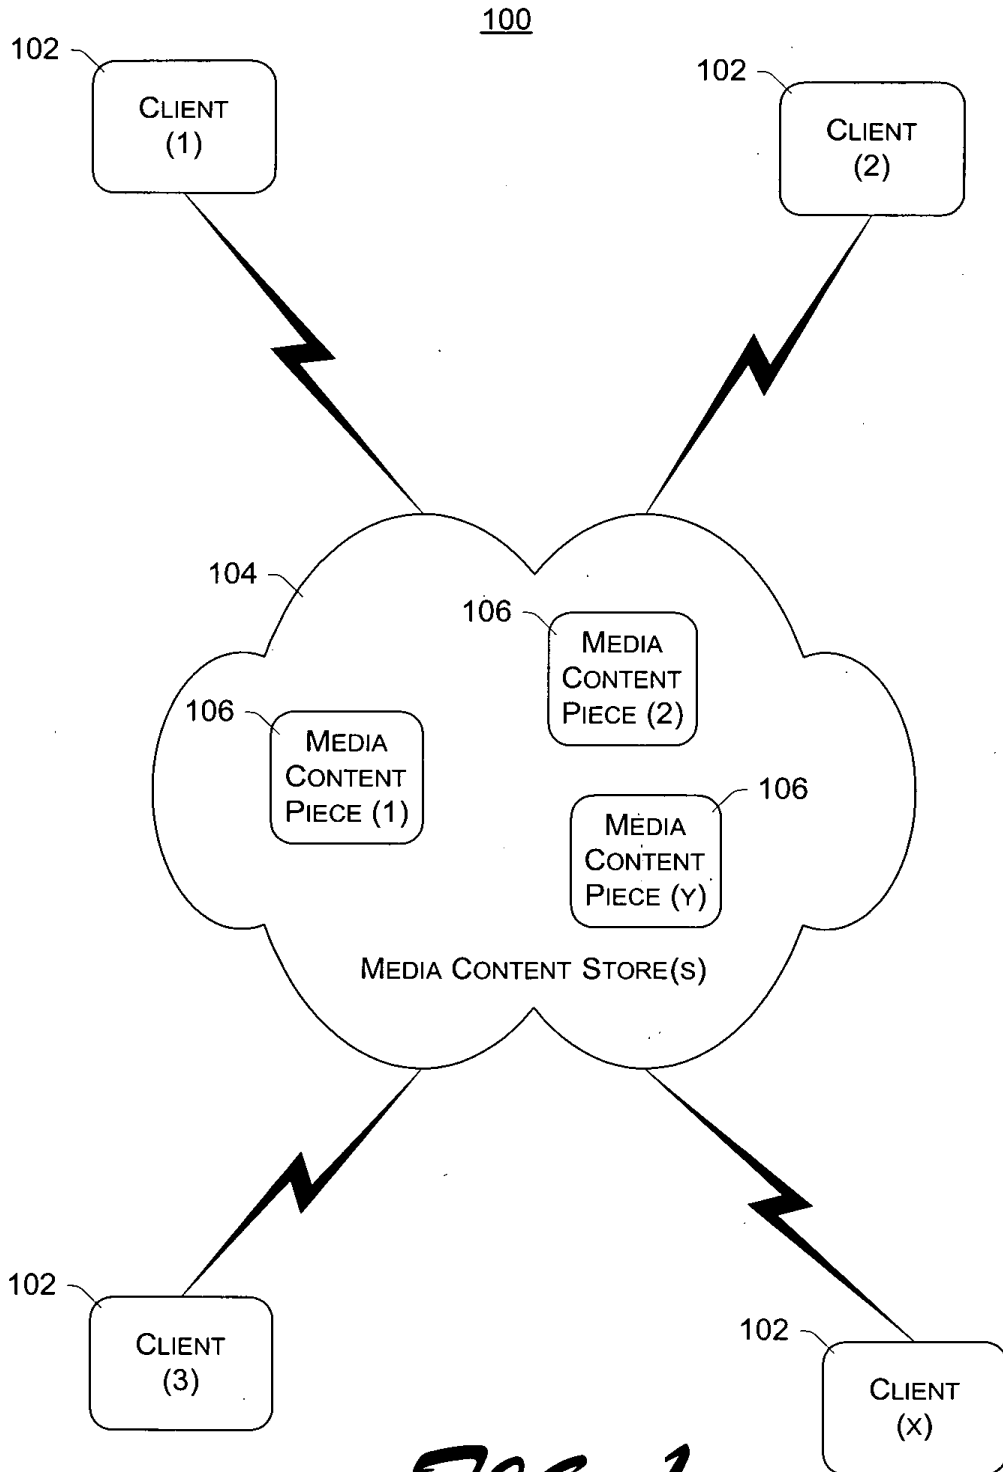 100
102
CLIENT
(1)
102
CLIENT
(2)
104
106
MEDIA
CONTENT
PIECE (2)
106
MEDIA
CONTENT
PIECE (1)
106
MEDIA
CONTENT
PIECE (Y)
MEDIA CONTENT STORE(S)
102
CLIENT
(3)
102
CLIENT
(X)